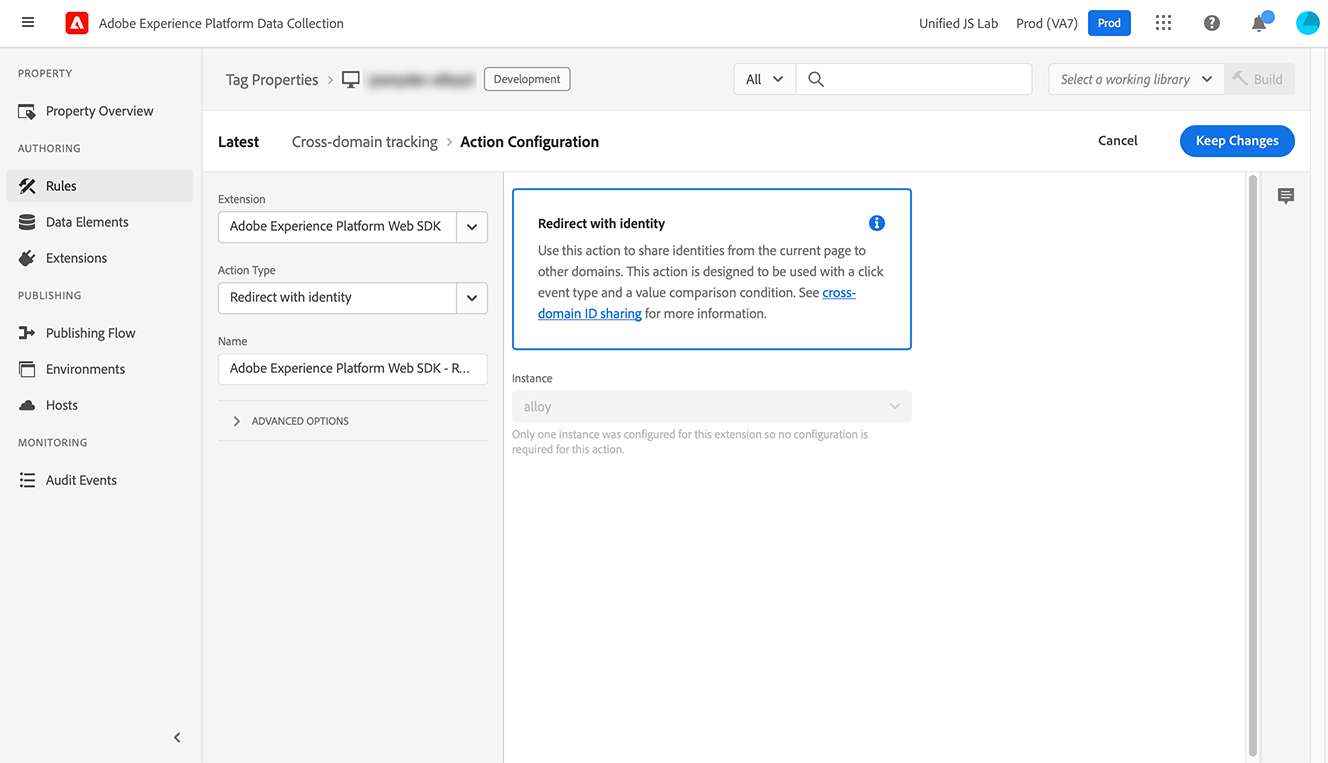 Adobe Experience Platform Data Collection
Unified JS Lab
Prod (VA7)
Prod
PROPERTY
Property Overview
AUTHORING
Rules
Data Elements
Extensions
PUBLISHING
Publishing Flow
Environments
Hosts
MONITORING
Audit Events
Tag Properties
Development
All
Select a working library
Build
Latest
Cross-domain tracking
Action Configuration
Cancel
Keep Changes
Extension
Adobe Experience Platform Web SDK
Action Type
Redirect with identity
Name
Adobe Experience Platform Web SDK - R...
ADVANCED OPTIONS
Redirect with identity
Use this action to share identities from the current page to
other domains. This action is designed to be used with a click
event type and a value comparison condition. See cross-
domain ID sharing for more information.
Instance
alloy
Only one instance was configured for this extension so no configuration is
required for this action.